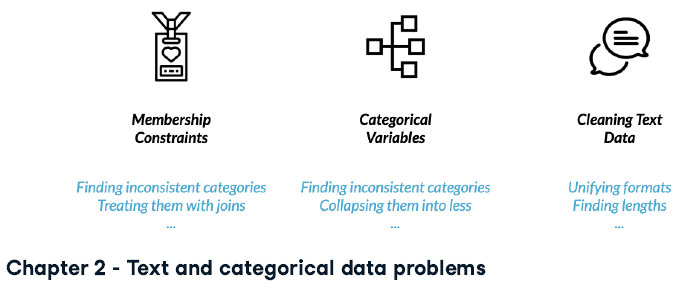 Membership
Constraints
Categorical
Variables
Cleaning Text
Data
Finding inconsistent categories
Treating them with joins
...
Finding inconsistent categories
Collapsing them into less
...
Unifying formats
Finding lengths
...
Chapter 2 - Text and categorical data problems